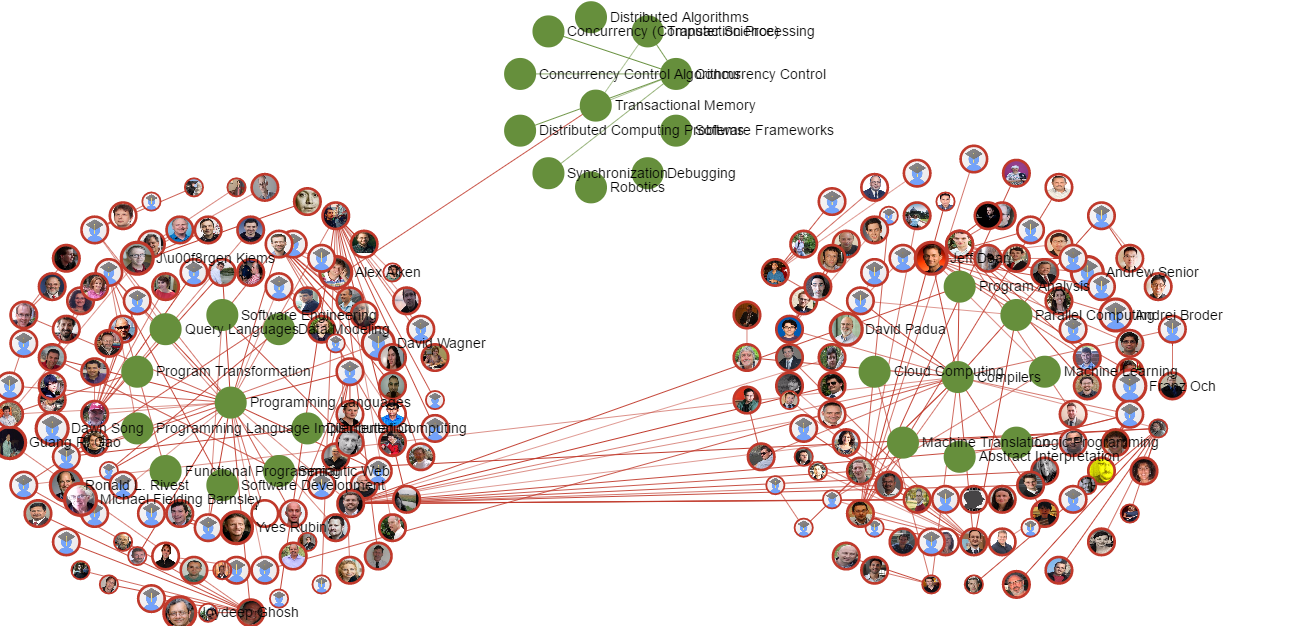 Distributed Algorithms
Concurrency (Computer Science)
Transaction Processing
Concurrency Control Algorithms
Concurrency Control
Transactional Memory
Distributed Computing Problems
Software Frameworks
Synchronization
Debugging
Robotics
J\u00f8rgen Kiems
Alex Aiken
Software Engineering
Query Languages
Data Modeling
David Wagner
Program Transformation
Programming Languages
Dawn Song
Programming Language Implementation
Distributed Computing
Functional Programming
Semantic Web
Ronald L. Rivest
Software Development
Michael Fielding Barnsley
Yves Rubin
Joydeep Ghosh
Jeff Dean
Andrew Senior
Program Analysis
Parallel Computing
Andrei Broder
David Padua
Cloud Computing
Compilers
Machine Learning
Franz Och
Machine Translation
Logic Programming
Abstract Interpretation